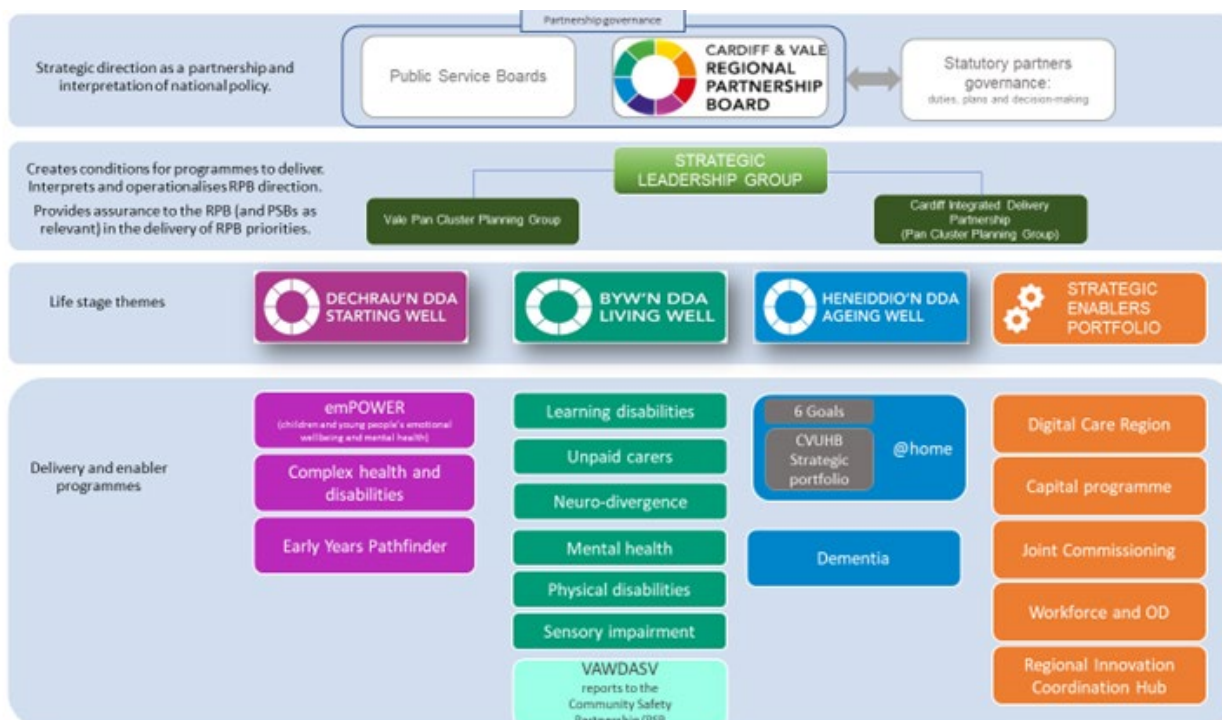 Partnership governance
Strategic direction as a partnership and
interpretation of national policy.
Public Service Boards
CARDIFF & VALE
REGIONAL
PARTNERSHIP
BOARD
Statutory partners
governance:
duties, plans and decision-making
Creates conditions for programmes to deliver.
Interprets and operationalises RPB direction.
Provides assurance to the RPB (and PSBs as
relevant) in the delivery of RPB priorities.
STRATEGIC
LEADERSHIP GROUP
Vale Pan Cluster Planning Group
Cardiff Integrated Delivery
Partnership
(Pan Cluster Planning Group)
Life stage themes
DECHRAU'N DDA
STARTING WELL
BYW'N DDA
LIVING WELL
HENEIDDIO'N DDA
AGEING WELL
STRATEGIC
ENABLERS
PORTFOLIO
Delivery and enabler
programmes
emPOWER
(children and young people's emotional
wellbeing and mental health)
Complex health and
disabilities
Early Years Pathfinder
Learning disabilities
Unpaid carers
Neuro-divergence
Mental health
Physical disabilities
Sensory impairment
VAWDASV
reports to the
Community Safety
6 Goals
CVUHB
Strategic
portfolio
@home
Dementia
Digital Care Region
Capital programme
Joint Commissioning
Workforce and OD
Regional Innovation
Coordination Hub